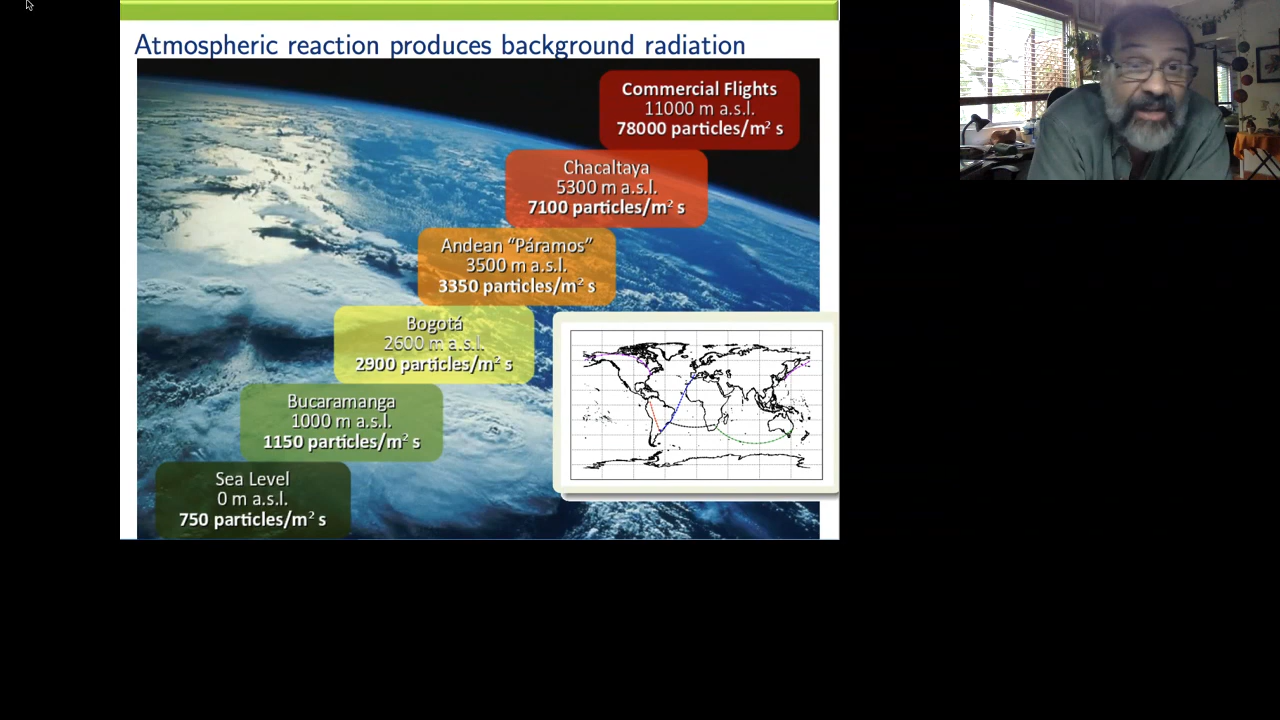 Atmospheric reaction produces background radiation
Commercial Flights
11000 m a.s.l.
78000 particles/m² s
Chacaltaya
5300 m a.s.l.
7100 particles/m² s
Andean “Páramos”
3500 m a.s.l.
3350 particles/m² s
Bogotá
2600 m a.s.l.
2900 particles/m² s
Bucaramanga
1000 m a.s.l.
1150 particles/m² s
Sea Level
0 m a.s.l.
750 particles/m² s